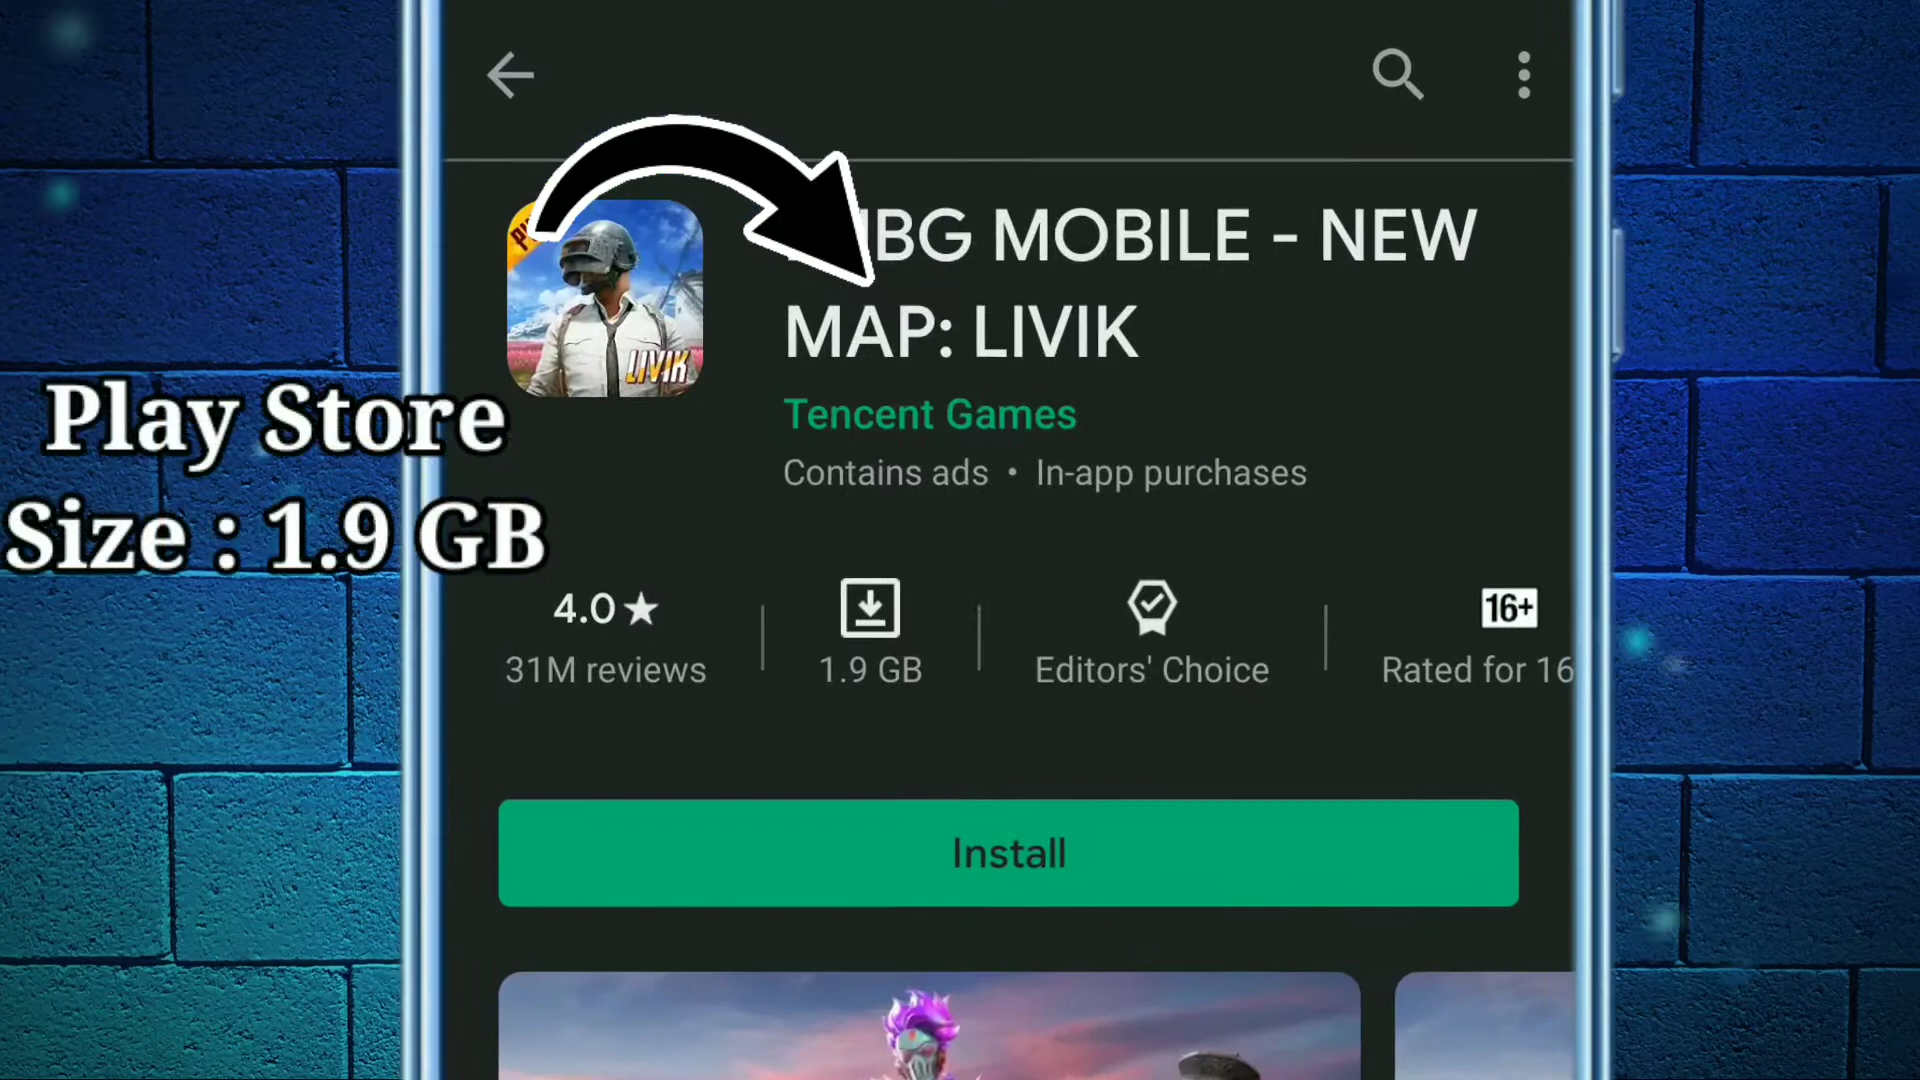 BG MOBILE - NEW
MAP: LIVIK
LIVIK
Tencent Games
Contains ads • In-app purchases
Play Store
Size : 1.9 GB
4.0★
31M reviews
1.9 GB
Editors' Choice
16+
Rated for 16
Install